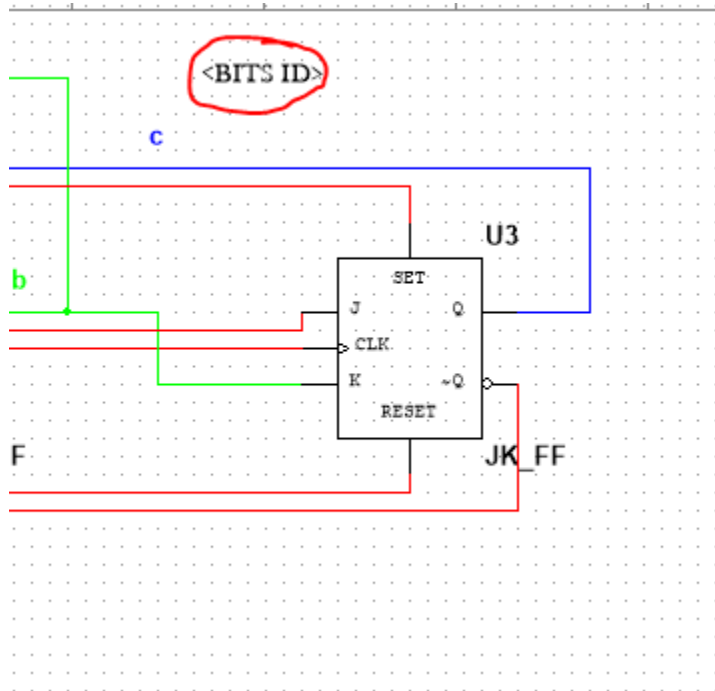 <BITS ID>
c
U3
b
SET
J Q
CLK
K ~Q
RESET
F
JK_FF